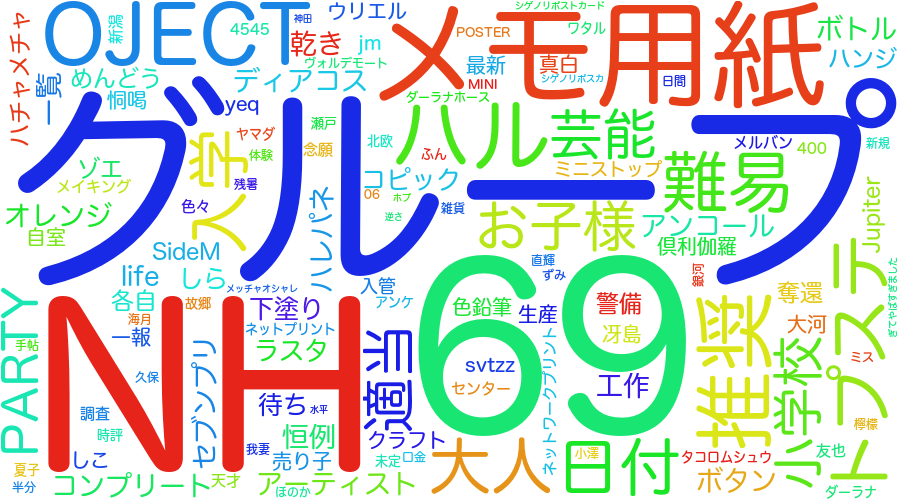 OJECT
メモ用紙
グループ
NH
69
ハル
芸能
難易
入学
お子様
推奨
適当
大人
日付
小学校
トプステ
PARTY
ハチャメチャ
一覧
新潟
4545
神田
ウリエル
乾き
jm
ヴォルデモート
めんどう
ディアコス
恫喝
yeq
シゲノリポストカード
POSTER
ワタル
最新
真白
シゲノリポスカ
MINI
日間
ボトル
ハンジ
ダーラナホース
メルバン
400
新規
ヤマダ
瀬戸
体験
念願
北欧
ふん
ゾエ
メイキング
残暑
コピック
ミニストップ
オレンジ
自室
色々
ハレパネ
06
ホプ
逆さ
雑貨
アンコール
倶利伽羅
Jupiter
SideM
life
しら
各自
故郷
メッチャオシャレ
入管
アンケ
直輝
ずみ
銀河
奪還
きてやばすぎました
海月
一報
下塗り
ネットプリント
色鉛筆
生産
警備
冴島
大河
手帖
セブンプリ
ラスタ
svtzz
センター
工作
ミス
久保
待ち
水平
ネットワークプリント
調査
時評
恒例
我妻
クラフト
未定
口金
小澤
タコロムシュウ
友也
檸檬
しこ
売り子
夏子
半分
コンプリート
天才
ほのか
アーティスト
ボタン
ダーラナ